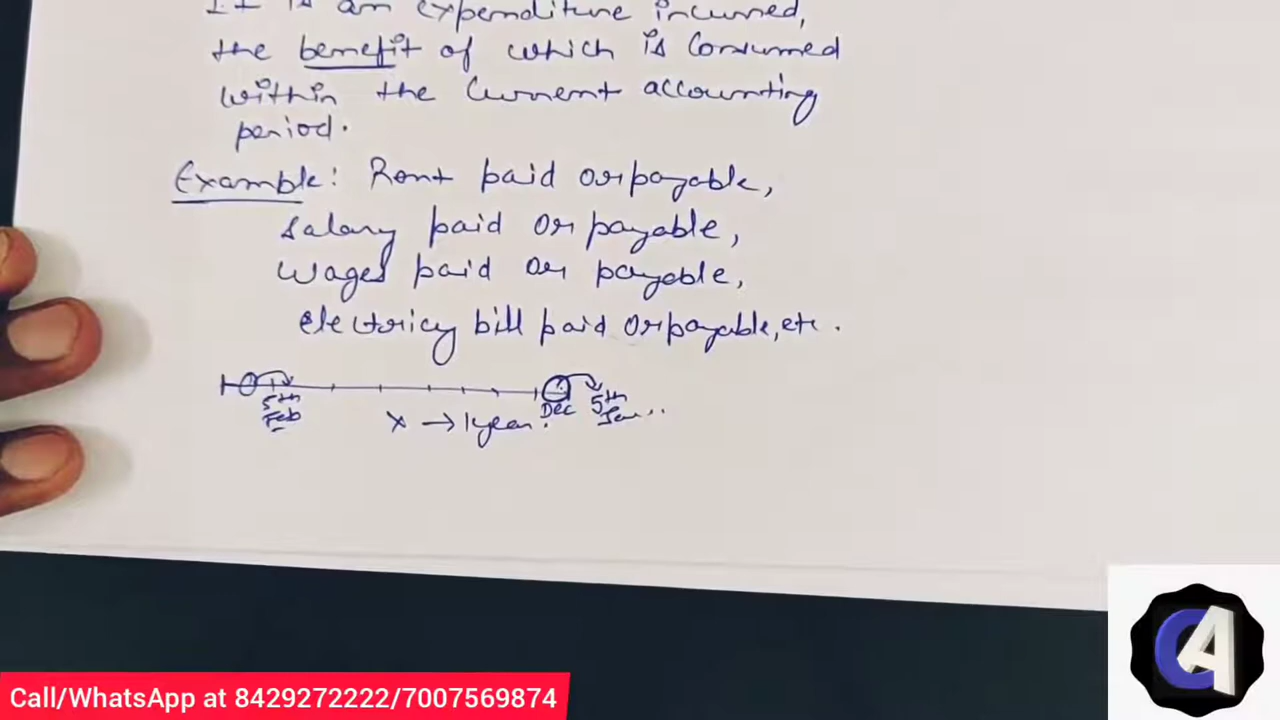 It is an expenditure incurred,
the benefit of which is Consumed
within the Current accounting
period.
Example: Rent paid or payable,
salary paid or payable,
wages paid or payable,
electricy bill paid or payable, etc.
5th Feb
X → 1 year.
Dec
5th Jan..
CA
Call/WhatsApp at 8429272222/7007569874